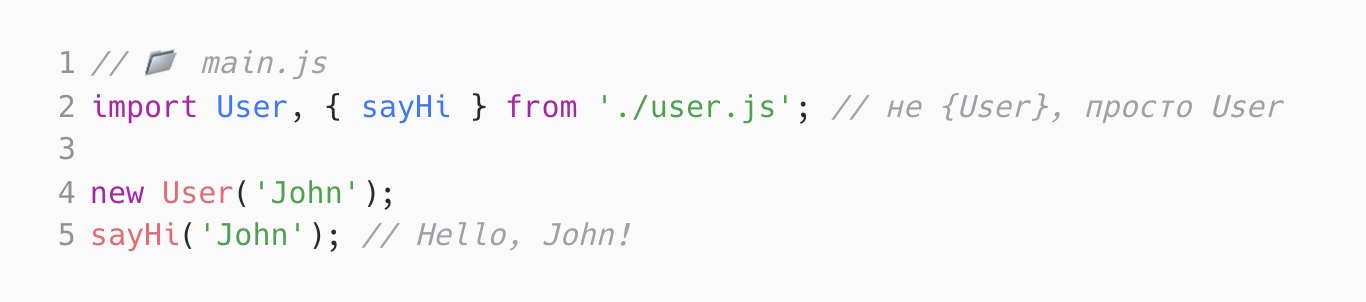 1 // 📁 main.js
2 import User, { sayHi } from './user.js'; // не {User}, просто User
3
4 new User('John');
5 sayHi('John'); // Hello, John!